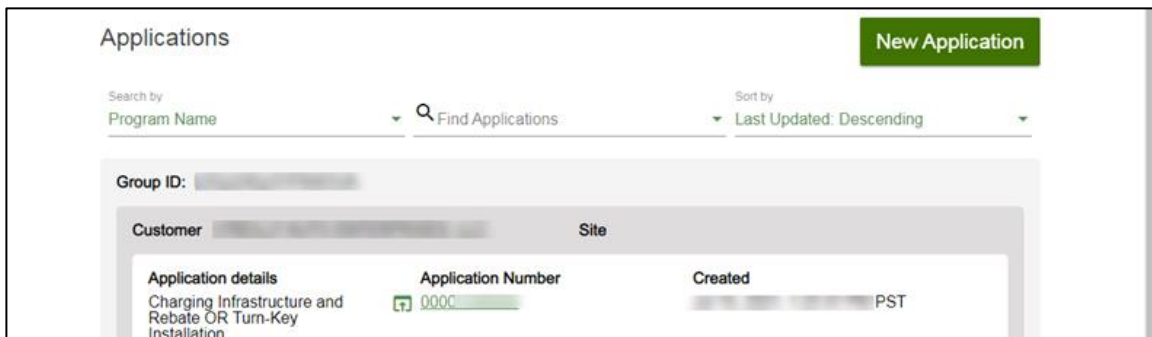 Applications
New Application
Search by
Program Name
Find Applications
Sort by
Last Updated: Descending
Group ID:
Customer
Site
Application details
Application Number
Created
Charging Infrastructure and
Rebate OR Turn-Key
Installation
000
PST